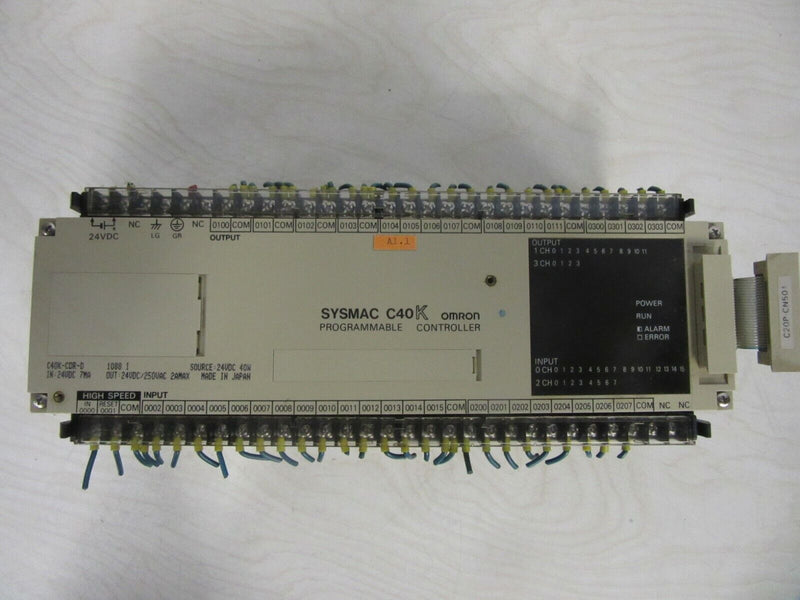 24VDC NC LG GR NC 0100 COM 0101 COM 0102 COM 0103 COM 0104 0105 0106 0107 COM 0108 0109 0110 0111 COM 0300 0301 0302 0303 COM
OUTPUT
A1.1
OUTPUT
1 CH 0 1 2 3 4 5 6 7 8 9 10 11
3 CH 0 1 2 3
SYSMAC C40K omron
PROGRAMMABLE CONTROLLER
POWER
RUN
ALARM
ERROR
C20P CN501
C40K-CDR-D 1088 I SOURCE 24VDC 40W
IN 24VDC 7MA OUT 24VDC/250VAC 2AMAX MADE IN JAPAN
INPUT
0 CH 0 1 2 3 4 5 6 7 8 9 10 11 12 13 14 15
2 CH 0 1 2 3 4 5 6 7
HIGH SPEED INPUT
IN 0000 RESET 0001 COM 0002 0003 0004 0005 0006 0007 0008 0009 0010 0011 0012 0013 0014 0015 COM 0200 0201 0202 0203 0204 0205 0206 0207 COM NC NC